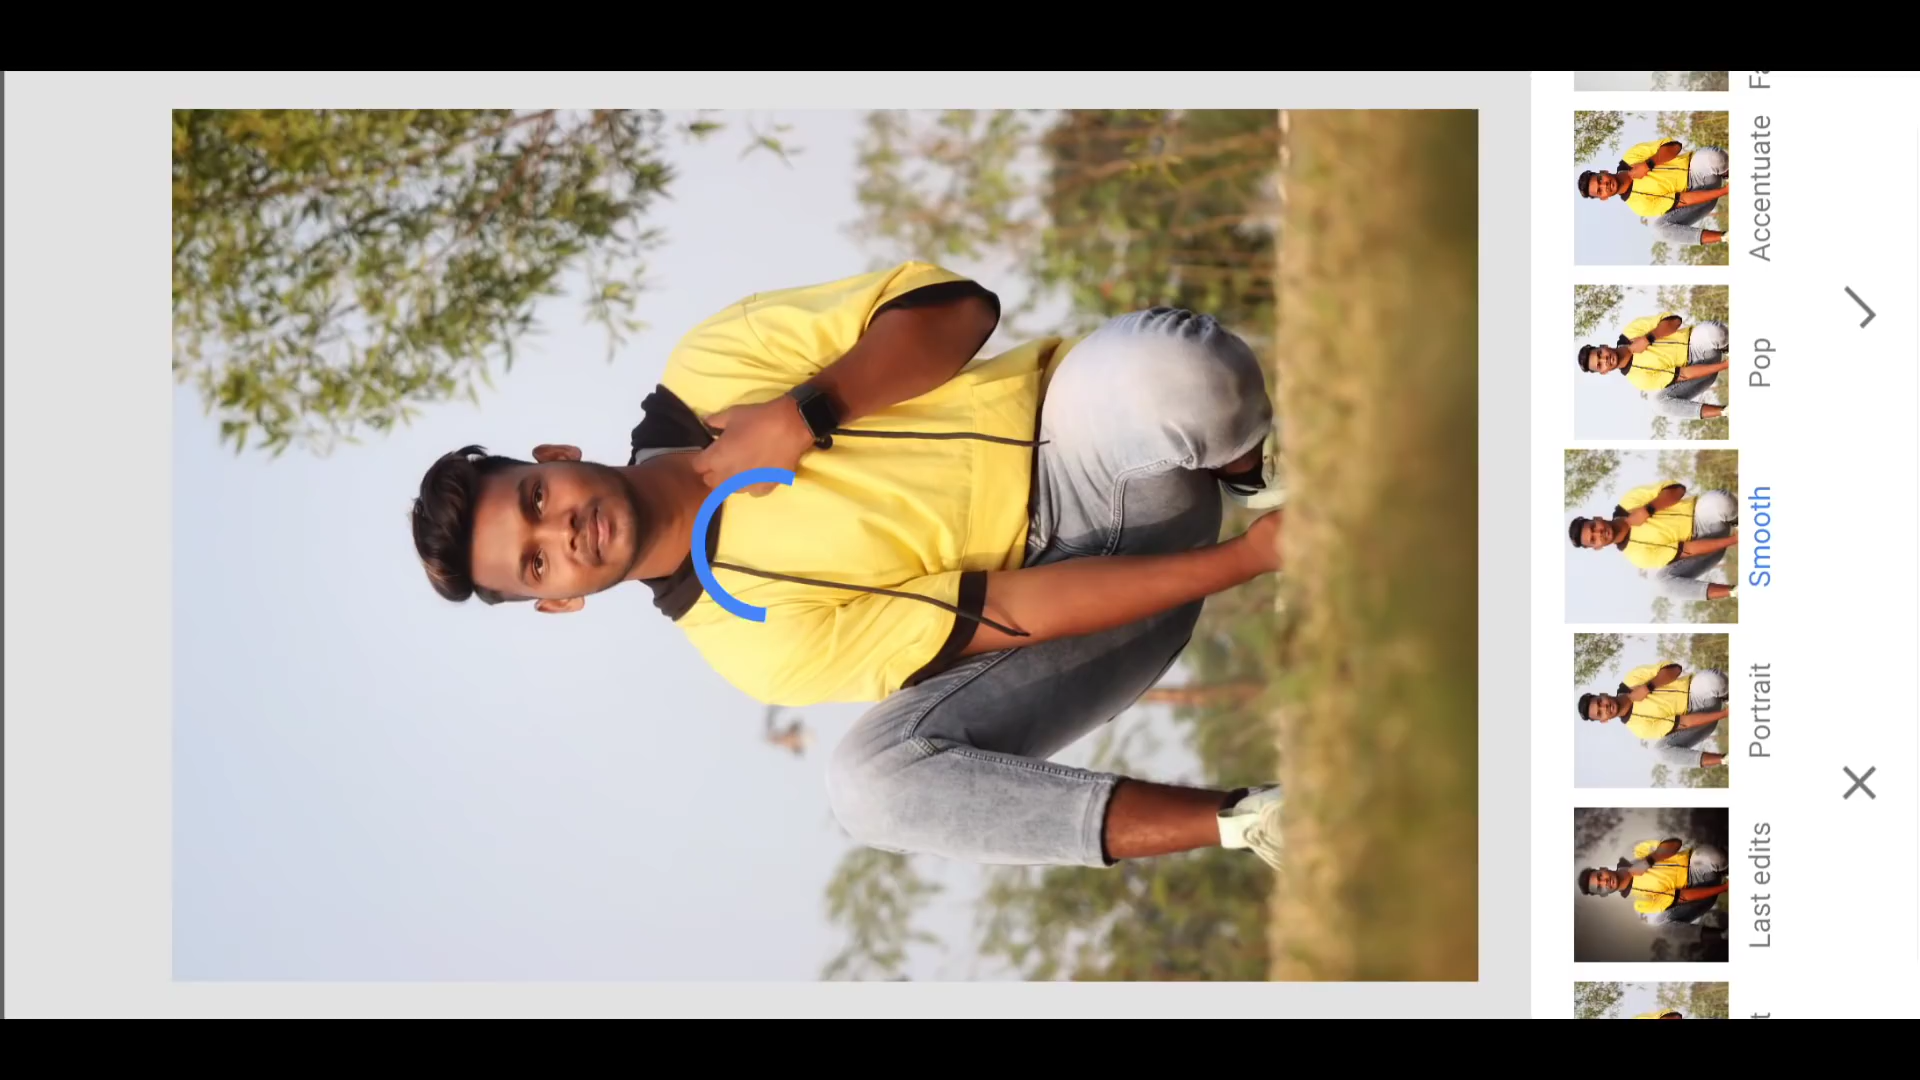 Last edits
Portrait
Smooth
Pop
Accentuate